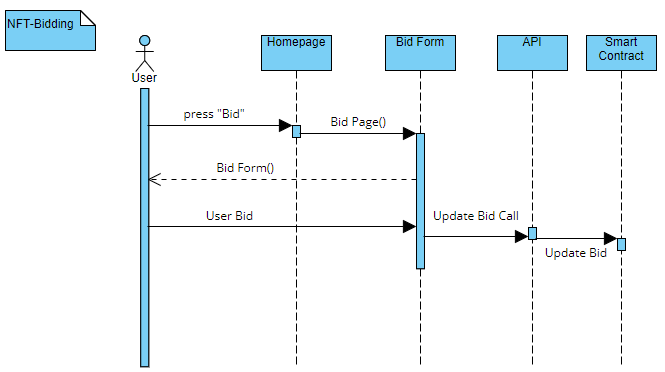 NFT-Bidding
User
Homepage
Bid Form
API
Smart
Contract
press "Bid"
Bid Page()
Bid Form()
User Bid
Update Bid Call
Update Bid